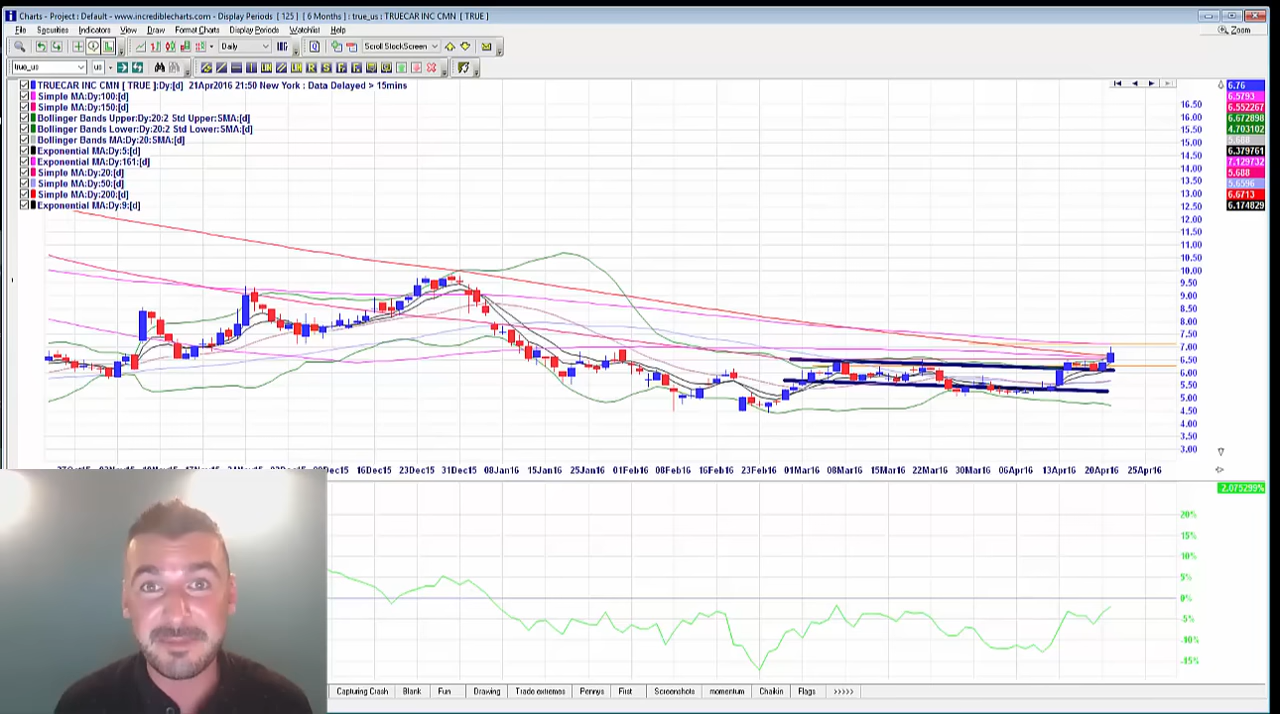 Charts - Project : Default - www.incrediblecharts.com - Display Periods [ 125 ] [ 6 Months ] : true_us : TRUECAR INC CMN [ TRUE ]
File Securities Indicators View Draw Format Charts Display Periods Watchlist Help
Zoom
Daily
Scroll StockScreen
true_us
us
TRUECAR INC CMN [ TRUE ]:Dy:[d] 21Apr2016 21:50 New York : Data Delayed > 15mins
Simple MA:Dy:100:[d]
Simple MA:Dy:150:[d]
Bollinger Bands Upper:Dy:20:2 Std Upper:SMA:[d]
Bollinger Bands Lower:Dy:20:2 Std Lower:SMA:[d]
Bollinger Bands MA:Dy:20:SMA:[d]
Exponential MA:Dy:5:[d]
Exponential MA:Dy:161:[d]
Simple MA:Dy:20:[d]
Simple MA:Dy:50:[d]
Simple MA:Dy:200:[d]
Exponential MA:Dy:9:[d]
6.76
6.5793
6.552267
6.672898
4.703102
5.688
6.379761
7.129732
5.688
5.6596
6.6713
6.174829
16.50
16.00
15.50
15.00
14.50
14.00
13.50
13.00
12.50
12.00
11.50
11.00
10.50
10.00
9.50
9.00
8.50
8.00
7.50
7.00
6.50
6.00
5.50
5.00
4.50
4.00
3.50
3.00
16Dec15 23Dec15 31Dec15 08Jan16 15Jan16 25Jan16 01Feb16 08Feb16 16Feb16 23Feb16 01Mar16 08Mar16 15Mar16 22Mar16 30Mar16 06Apr16 13Apr16 20Apr16 25Apr16
2.075299%
20%
15%
10%
5%
0%
-5%
-10%
-15%
Capturing Crash Blank Fun Drawing Trade extremes Pennys First Screenshots momentum Chaikin Flags >>>>>